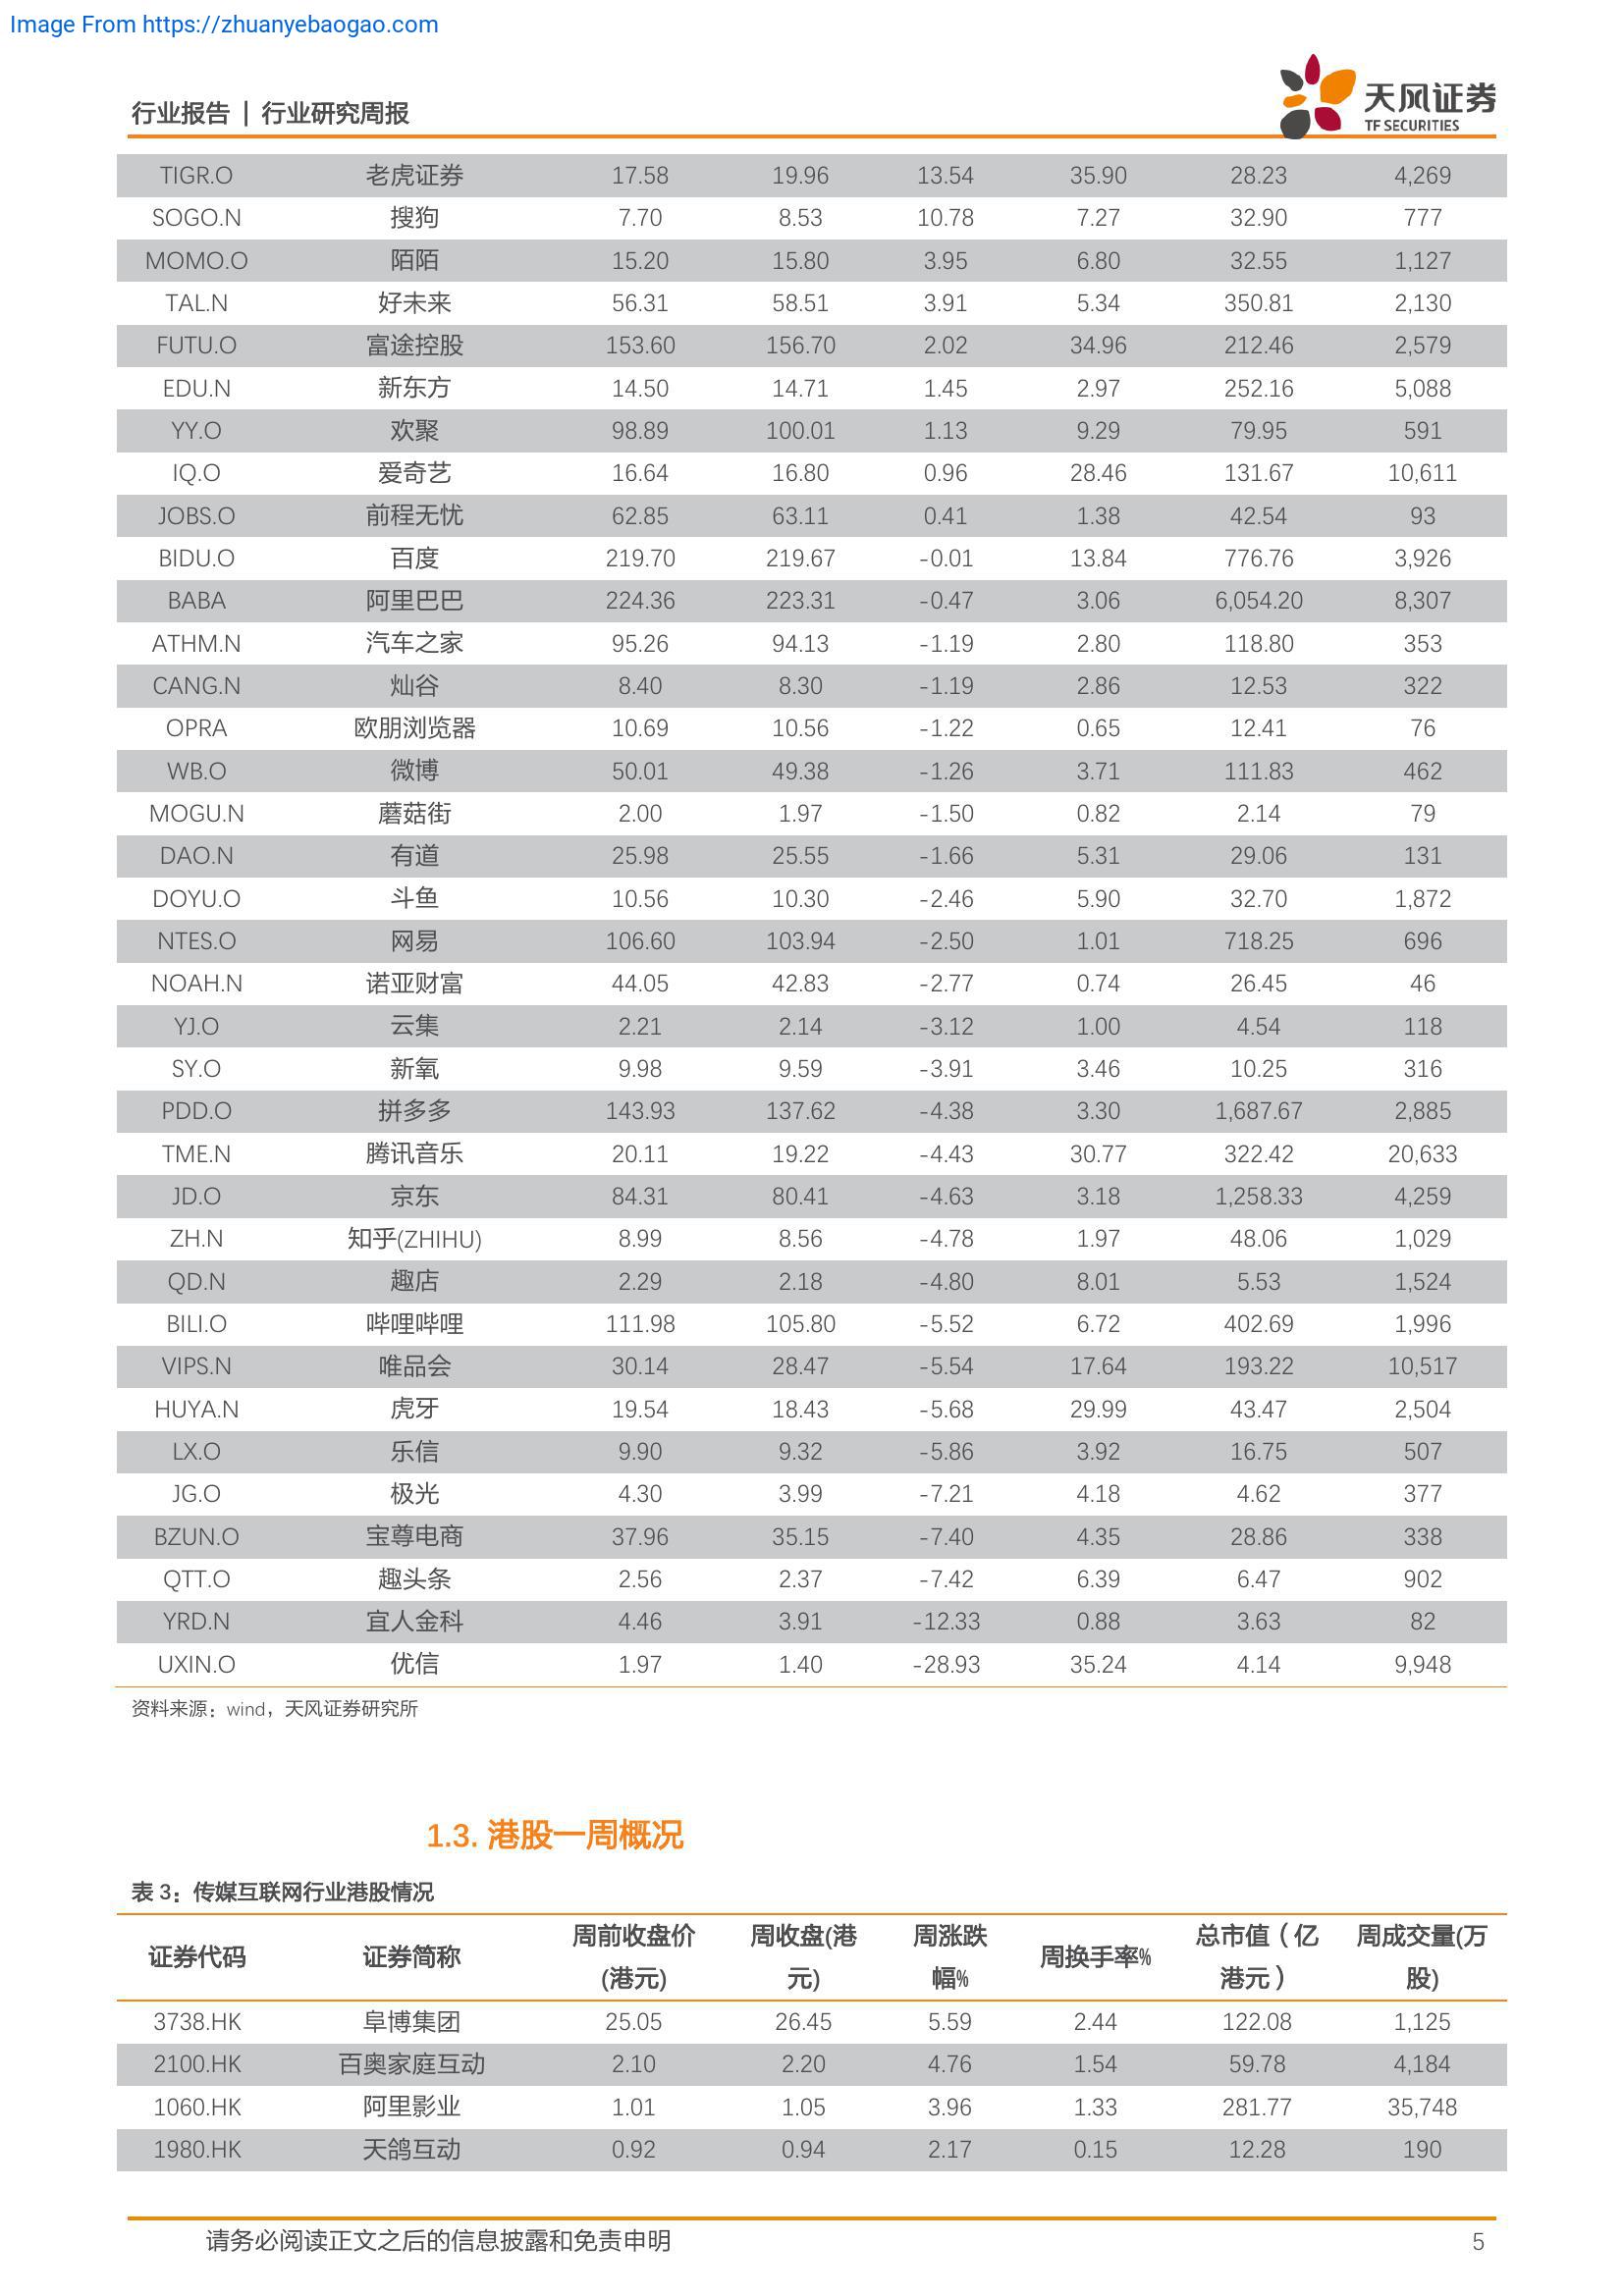 Image From https://zhuanyebaogao.com
天风证券
TF SECURITIES
行业报告 | 行业研究周报
TIGR.O 老虎证券 17.58 19.96 13.54 35.90 28.23 4,269
SOGO.N 搜狗 7.70 8.53 10.78 7.27 32.90 777
MOMO.O 陌陌 15.20 15.80 3.95 6.80 32.55 1,127
TAL.N 好未来 56.31 58.51 3.91 5.34 350.81 2,130
FUTU.O 富途控股 153.60 156.70 2.02 34.96 212.46 2,579
EDU.N 新东方 14.50 14.71 1.45 2.97 252.16 5,088
YY.O 欢聚 98.89 100.01 1.13 9.29 79.95 591
IQ.O 爱奇艺 16.64 16.80 0.96 28.46 131.67 10,611
JOBS.O 前程无忧 62.85 63.11 0.41 1.38 42.54 93
BIDU.O 百度 219.70 219.67 -0.01 13.84 776.76 3,926
BABA 阿里巴巴 224.36 223.31 -0.47 3.06 6,054.20 8,307
ATHM.N 汽车之家 95.26 94.13 -1.19 2.80 118.80 353
CANG.N 灿谷 8.40 8.30 -1.19 2.86 12.53 322
OPRA 欧朋浏览器 10.69 10.56 -1.22 0.65 12.41 76
WB.O 微博 50.01 49.38 -1.26 3.71 111.83 462
MOGU.N 蘑菇街 2.00 1.97 -1.50 0.82 2.14 79
DAO.N 有道 25.98 25.55 -1.66 5.31 29.06 131
DOYU.O 斗鱼 10.56 10.30 -2.46 5.90 32.70 1,872
NTES.O 网易 106.60 103.94 -2.50 1.01 718.25 696
NOAH.N 诺亚财富 44.05 42.83 -2.77 0.74 26.45 46
YJ.O 云集 2.21 2.14 -3.12 1.00 4.54 118
SY.O 新氧 9.98 9.59 -3.91 3.46 10.25 316
PDD.O 拼多多 143.93 137.62 -4.38 3.30 1,687.67 2,885
TME.N 腾讯音乐 20.11 19.22 -4.43 30.77 322.42 20,633
JD.O 京东 84.31 80.41 -4.63 3.18 1,258.33 4,259
ZH.N 知乎(ZHIHU) 8.99 8.56 -4.78 1.97 48.06 1,029
QD.N 趣店 2.29 2.18 -4.80 8.01 5.53 1,524
BILI.O 哔哩哔哩 111.98 105.80 -5.52 6.72 402.69 1,996
VIPS.N 唯品会 30.14 28.47 -5.54 17.64 193.22 10,517
HUYA.N 虎牙 19.54 18.43 -5.68 29.99 43.47 2,504
LX.O 乐信 9.90 9.32 -5.86 3.92 16.75 507
JG.O 极光 4.30 3.99 -7.21 4.18 4.62 377
BZUN.O 宝尊电商 37.96 35.15 -7.40 4.35 28.86 338
QTT.O 趣头条 2.56 2.37 -7.42 6.39 6.47 902
YRD.N 宜人金科 4.46 3.91 -12.33 0.88 3.63 82
UXIN.O 优信 1.97 1.40 -28.93 35.24 4.14 9,948
资料来源：wind，天风证券研究所
1.3. 港股一周概况
表 3：传媒互联网行业港股情况
证券代码 证券简称 周前收盘价(港元) 周收盘(港元) 周涨跌幅% 周换手率% 总市值（亿港元） 周成交量(万股)
3738.HK 阜博集团 25.05 26.45 5.59 2.44 122.08 1,125
2100.HK 百奥家庭互动 2.10 2.20 4.76 1.54 59.78 4,184
1060.HK 阿里影业 1.01 1.05 3.96 1.33 281.77 35,748
1980.HK 天鸽互动 0.92 0.94 2.17 0.15 12.28 190
请务必阅读正文之后的信息披露和免责申明 5